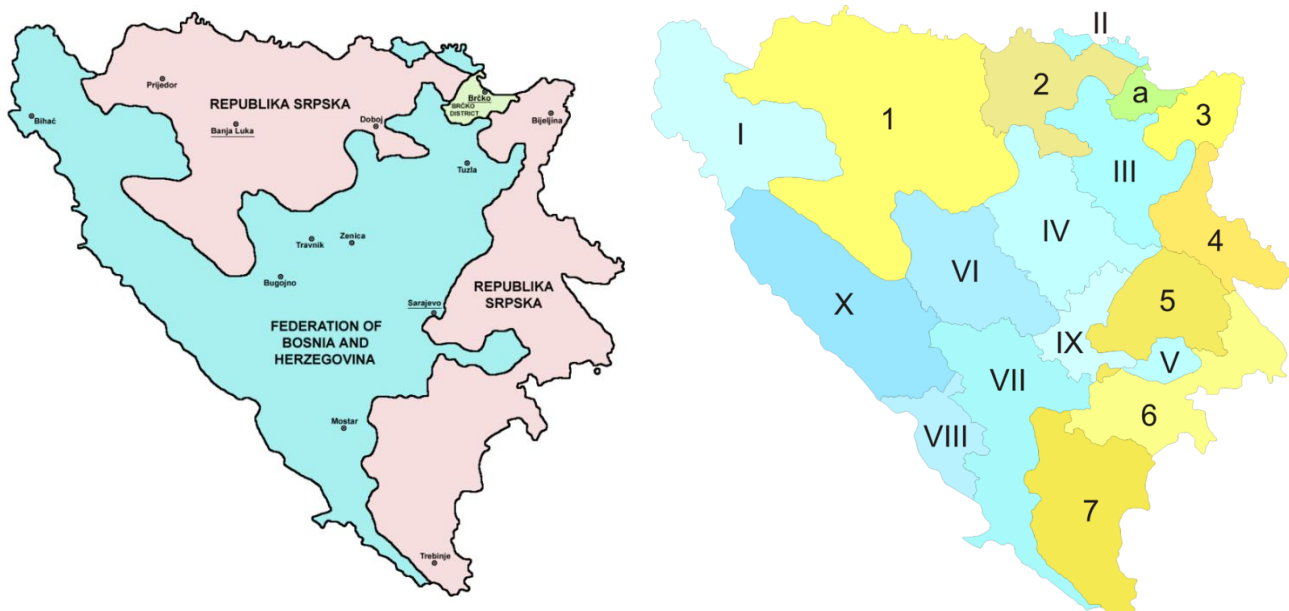 Prijedor
REPUBLIKA SRPSKA
Banja Luka
Bihać
Doboj
Brčko
BRČKO
DISTRICT
Bijeljina
Tuzla
Zenica
Travnik
Bugojno
Sarajevo
REPUBLIKA
SRPSKA
FEDERATION OF
BOSNIA AND
HERZEGOVINA
Mostar
Trebinje
II
2
a
1
3
I
III
IV
4
VI
X
5
IX
V
VII
6
VIII
7